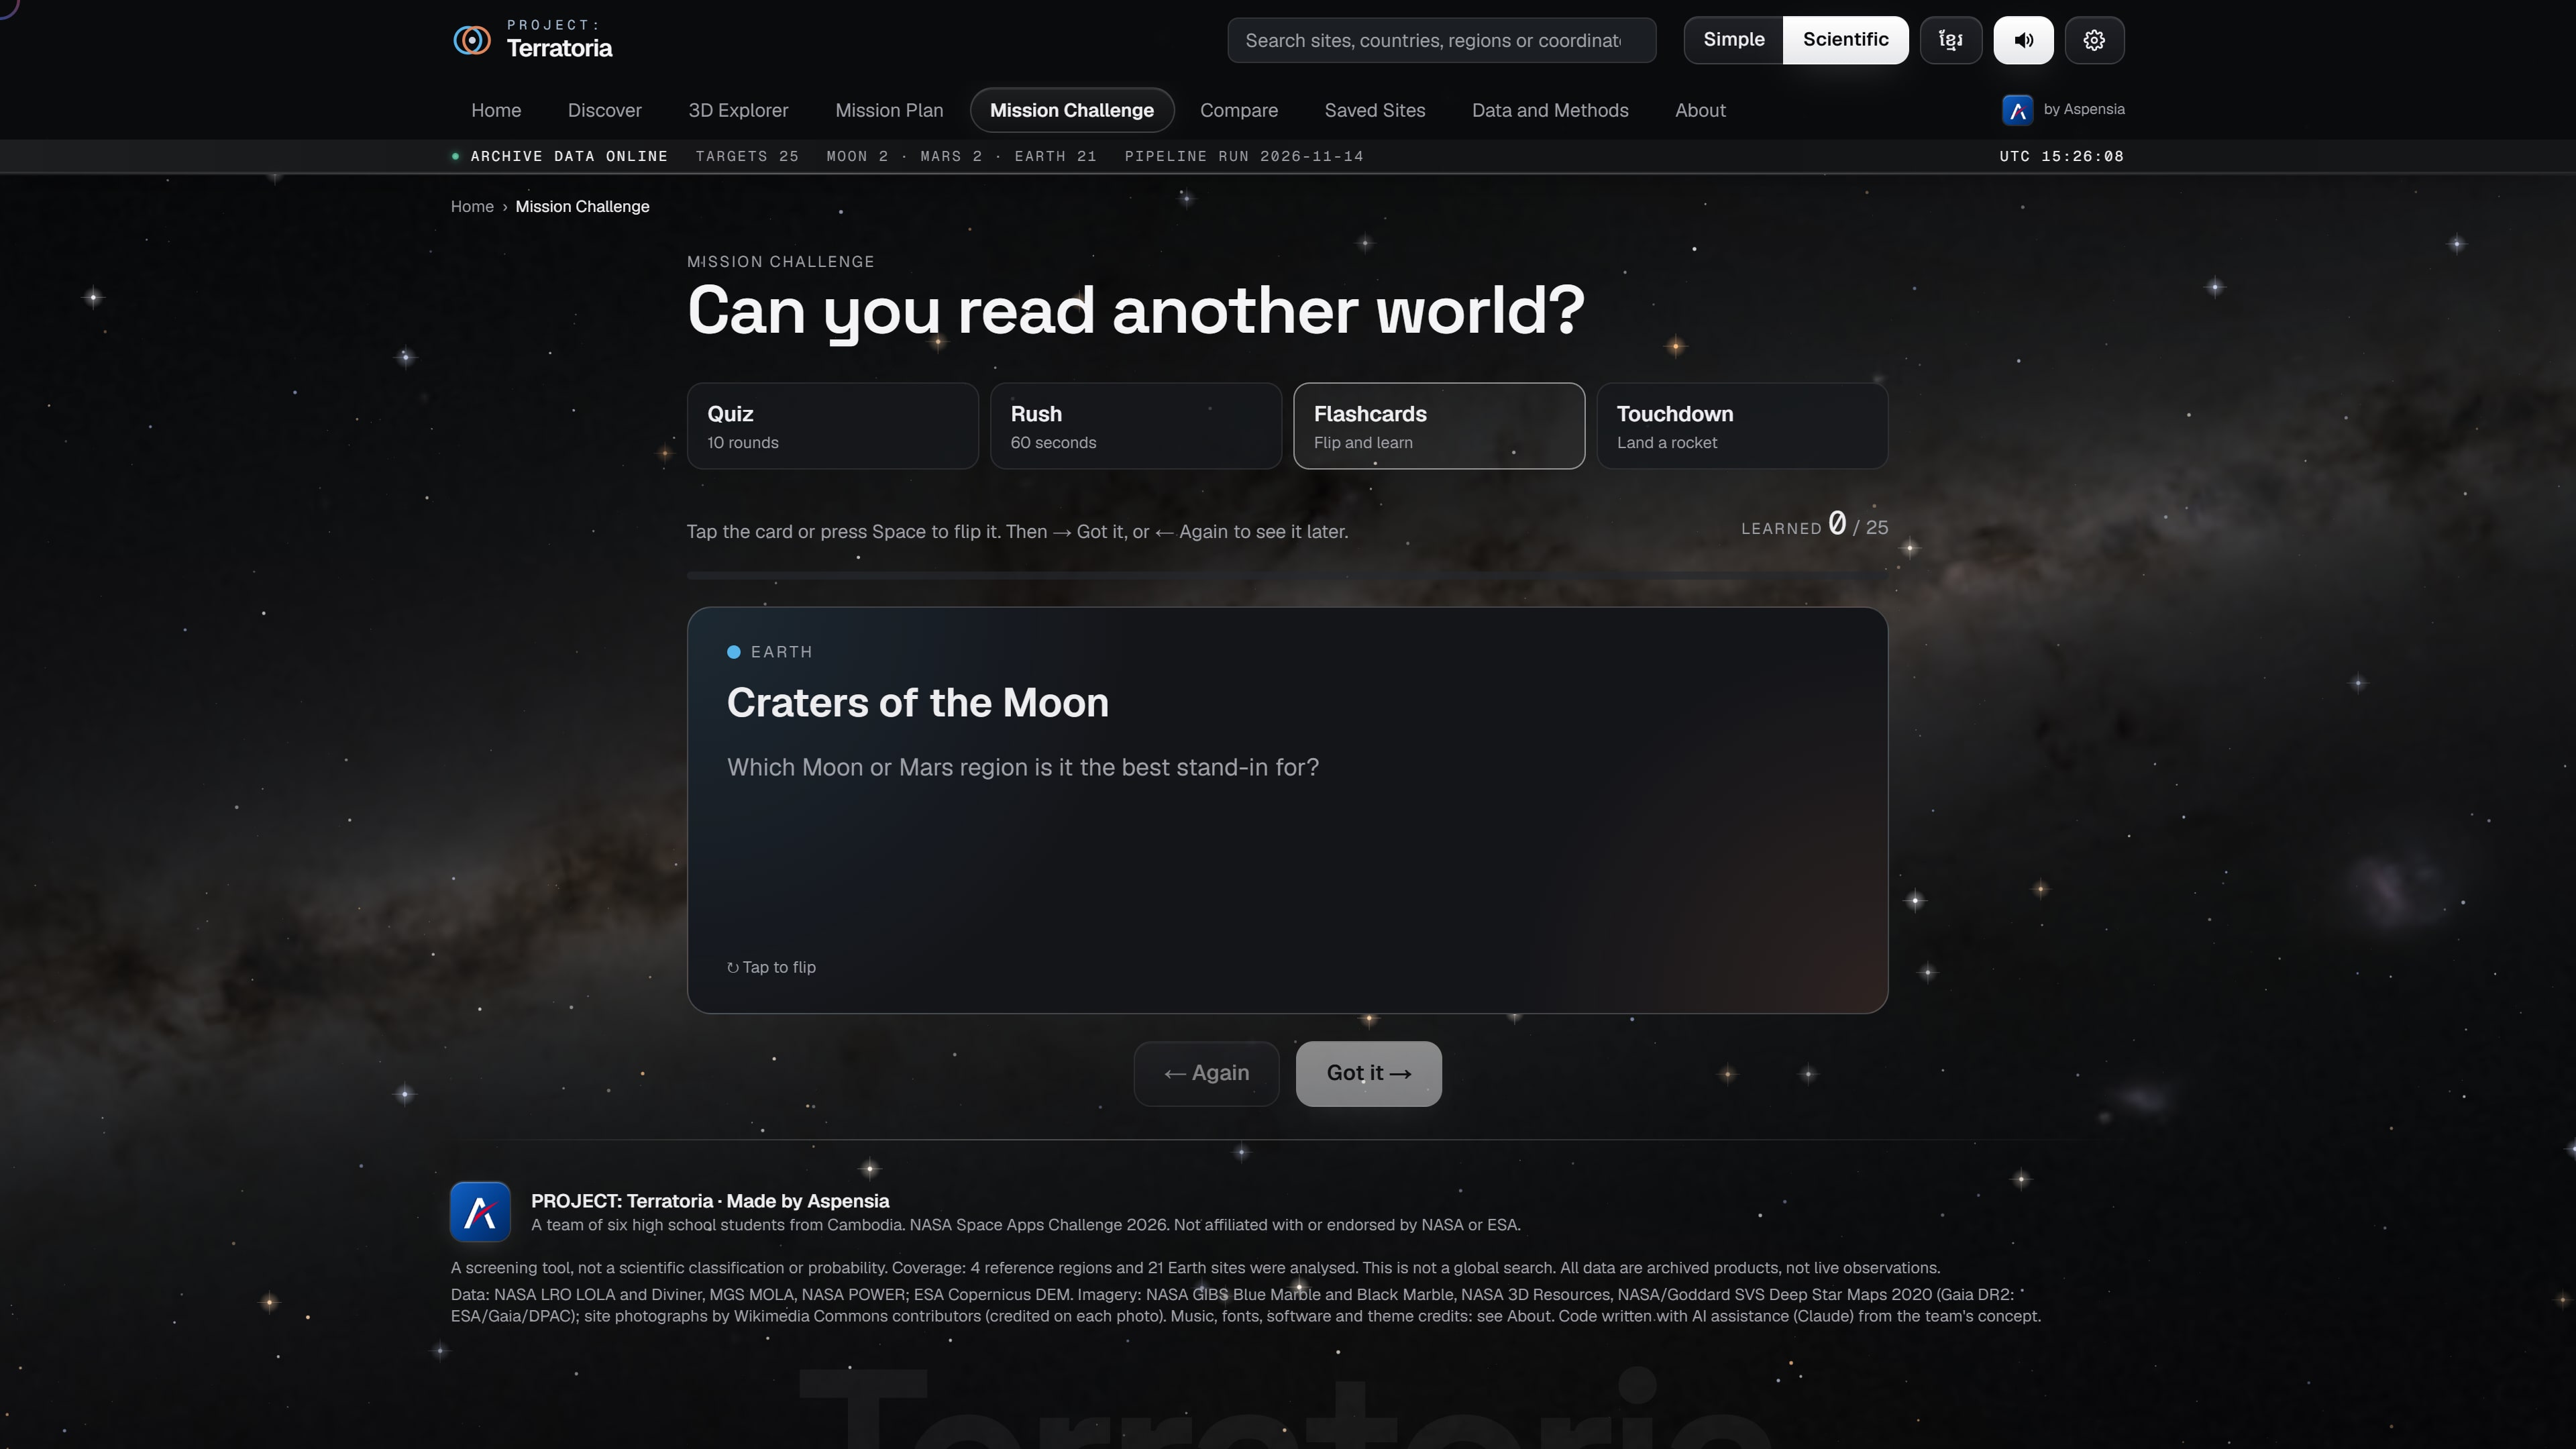 PROJECT:
Terratoria
Search sites, countries, regions or coordinat
Simple
Scientific
ខ្មែរ
Home
Discover
3D Explorer
Mission Plan
Mission Challenge
Compare
Saved Sites
Data and Methods
About
by Aspensia
ARCHIVE DATA ONLINE
TARGETS 25
MOON 2 · MARS 2 · EARTH 21
PIPELINE RUN 2026-11-14
UTC 15:26:08
Home › Mission Challenge
MISSION CHALLENGE
Can you read another world?
Quiz
10 rounds
Rush
60 seconds
Flashcards
Flip and learn
Touchdown
Land a rocket
Tap the card or press Space to flip it. Then → Got it, or ← Again to see it later.
LEARNED 0 / 25
EARTH
Craters of the Moon
Which Moon or Mars region is it the best stand-in for?
↻ Tap to flip
← Again
Got it →
PROJECT: Terratoria · Made by Aspensia
A team of six high school students from Cambodia. NASA Space Apps Challenge 2026. Not affiliated with or endorsed by NASA or ESA.
A screening tool, not a scientific classification or probability. Coverage: 4 reference regions and 21 Earth sites were analysed. This is not a global search. All data are archived products, not live observations.
Data: NASA LRO LOLA and Diviner, MGS MOLA, NASA POWER; ESA Copernicus DEM. Imagery: NASA GIBS Blue Marble and Black Marble, NASA 3D Resources, NASA/Goddard SVS Deep Star Maps 2020 (Gaia DR2:
ESA/Gaia/DPAC); site photographs by Wikimedia Commons contributors (credited on each photo). Music, fonts, software and theme credits: see About. Code written with AI assistance (Claude) from the team's concept.
Terratoria